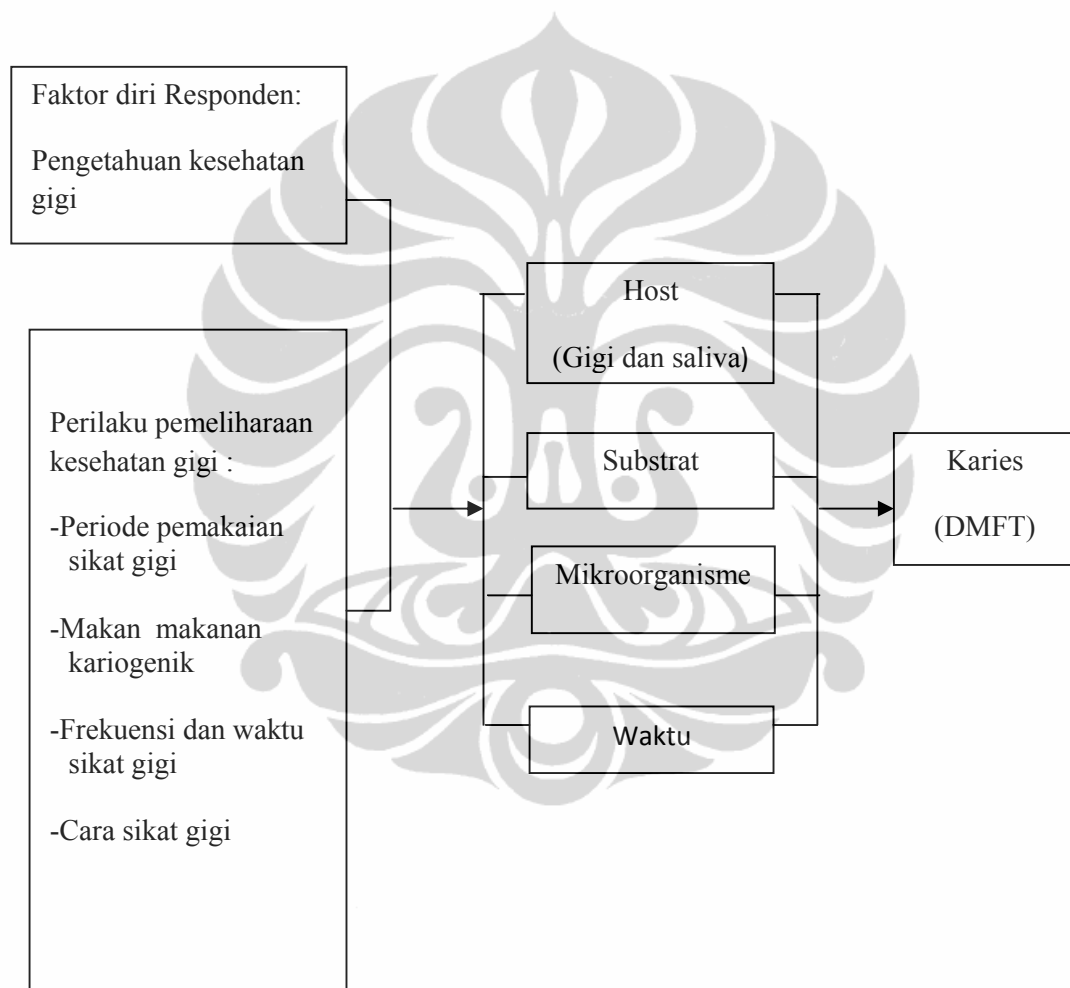 Faktor diri Responden:
Pengetahuan kesehatan
gigi
Perilaku pemeliharaan
kesehatan gigi :
-Periode pemakaian
sikat gigi
-Makan makanan
kariogenik
-Frekuensi dan waktu
sikat gigi
-Cara sikat gigi
Host
(Gigi dan saliva)
Substrat
Mikroorganisme
Waktu
Karies
(DMFT)